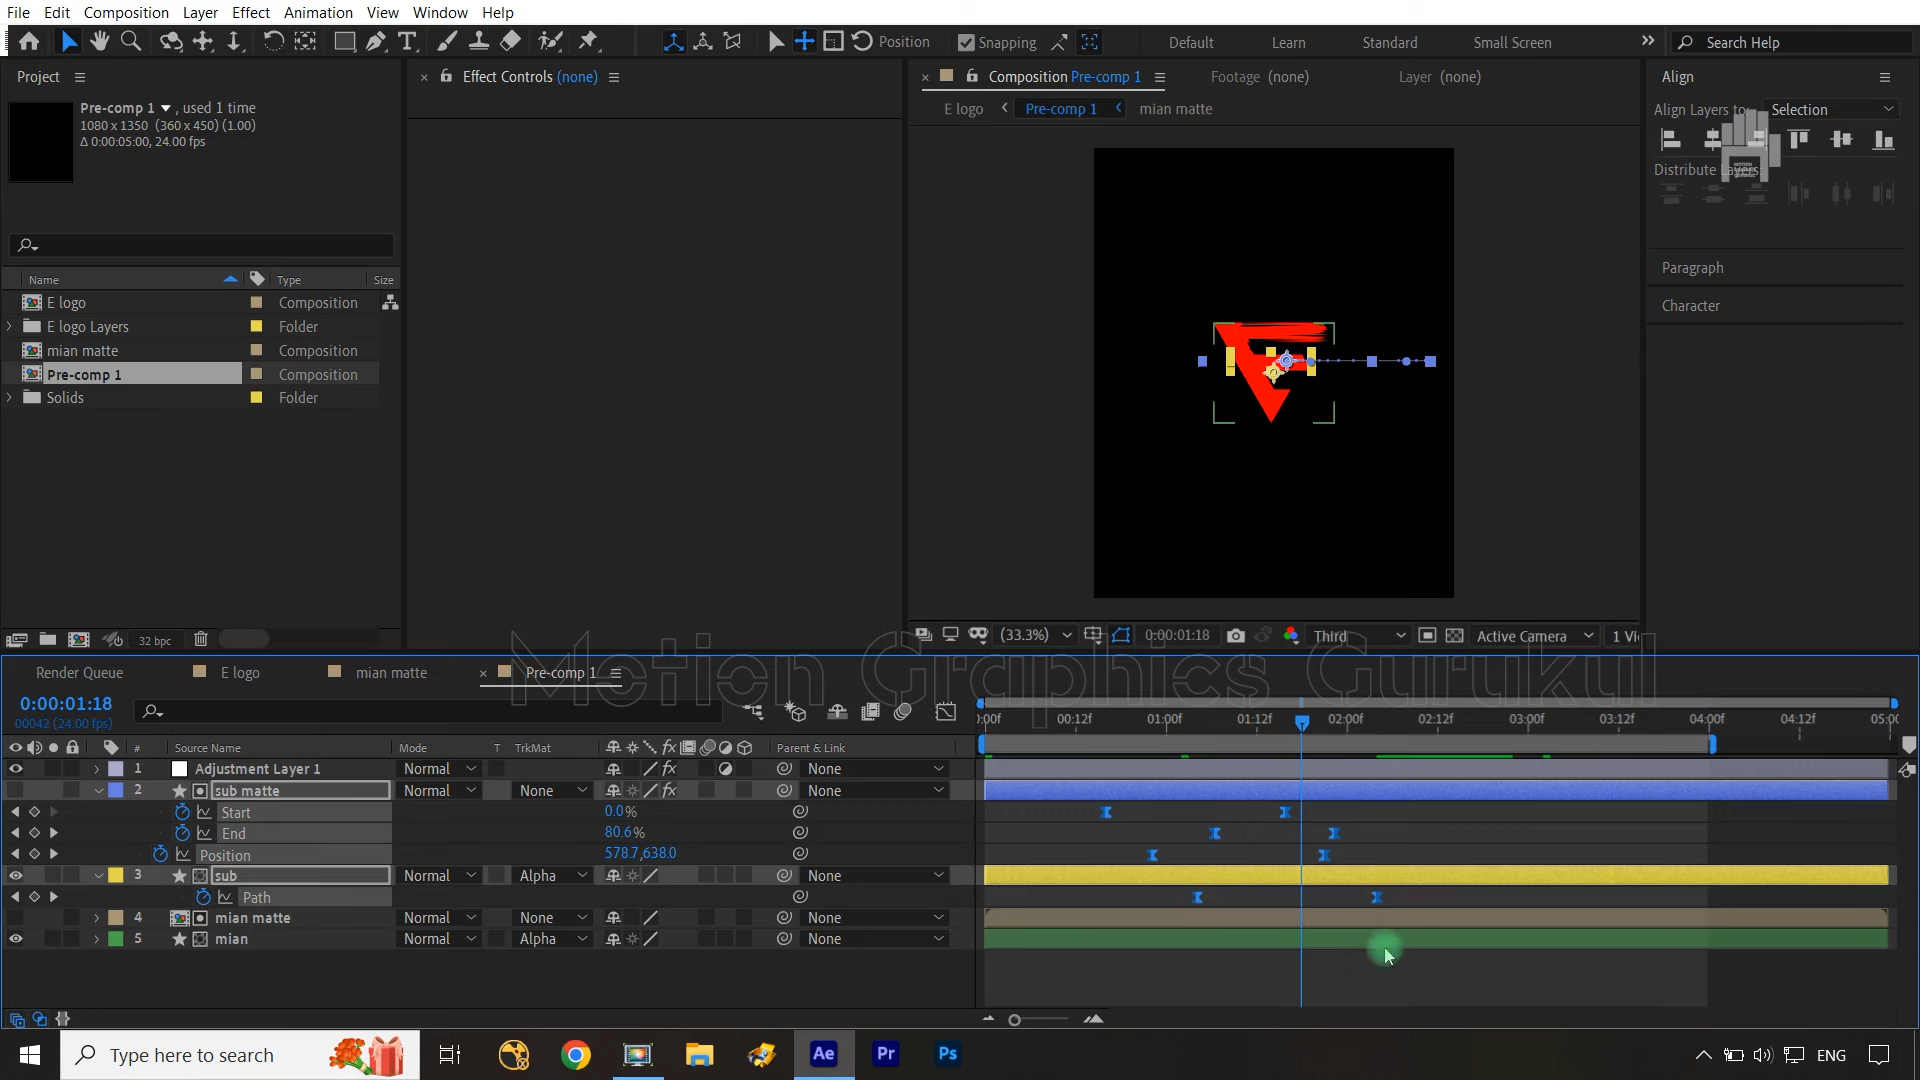 File Edit Composition Layer Effect Animation View Window Help
Position Snapping Default Learn Standard Small Screen Search Help
Project
Pre-comp 1 , used 1 time
1080 x 1350 (360 x 450) (1.00)
Δ 0:00:05:00, 24.00 fps
Name Type Size
E logo Composition
E logo Layers Folder
mian matte Composition
Pre-comp 1 Composition
Solids Folder
32 bpc
Effect Controls (none)
Composition Pre-comp 1 Footage (none) Layer (none)
E logo Pre-comp 1 mian matte
(33.3%) 0:00:01:18 Third Active Camera 1 Vi
Align
Align Layers to: Selection
Distribute Layers:
Paragraph
Character
Motion Graphics Gurukul
Render Queue E logo mian matte Pre-comp 1
0:00:01:18
00042 (24.00 fps)
):00f 00:12f 01:00f 01:12f 02:00f 02:12f 03:00f 03:12f 04:00f 04:12f 05:00
# Source Name Mode T TrkMat Parent & Link
1 Adjustment Layer 1 Normal None
2 sub matte Normal None None
Start 0.0%
End 80.6%
Position 578.7,638.0
3 sub Normal Alpha None
Path
4 mian matte Normal None None
5 mian Normal Alpha None
Type here to search Ae Pr Ps ENG